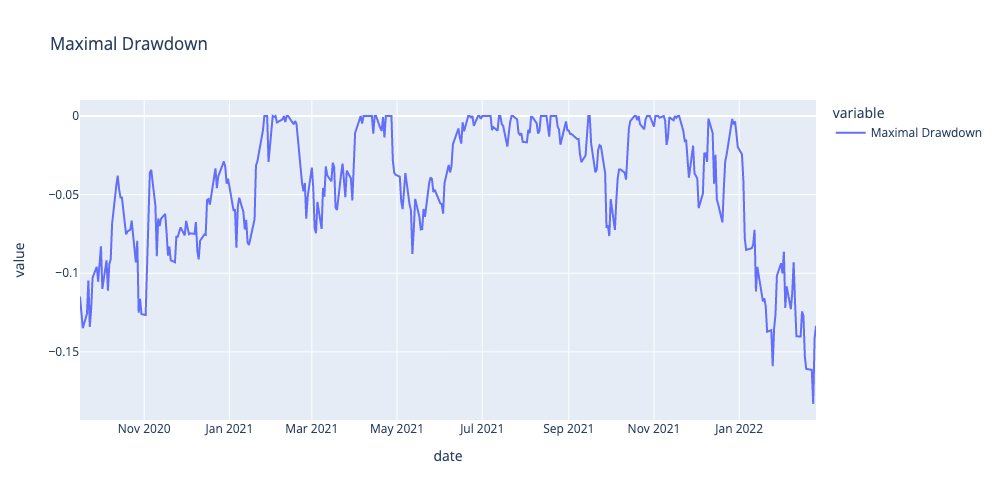 Maximal Drawdown
variable
Maximal Drawdown
value
0
−0.05
−0.1
−0.15
Nov 2020
Jan 2021
Mar 2021
May 2021
Jul 2021
Sep 2021
Nov 2021
Jan 2022
date